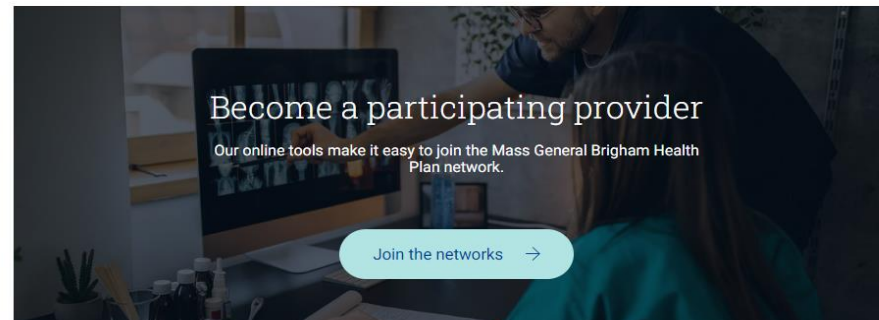 Become a participating provider
Our online tools make it easy to join the Mass General Brigham Health
Plan network.
Join the networks →